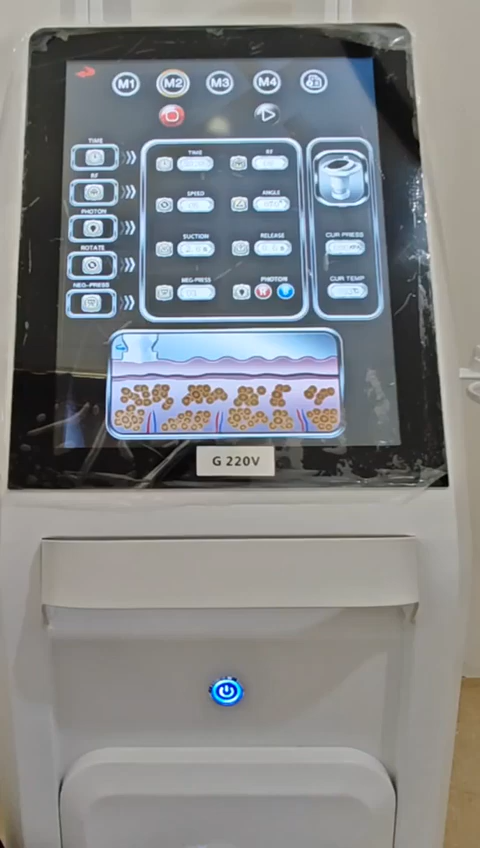 M1 M2 M3 M4
TIME
RF
PHOTON
ROTATE
NEG-PRESS
TIME RF
SPEED ANGLE
SUCTION RELEASE
NEG-PRESS PHOTON
CUR PRESS
CUR TEMP
G 220V